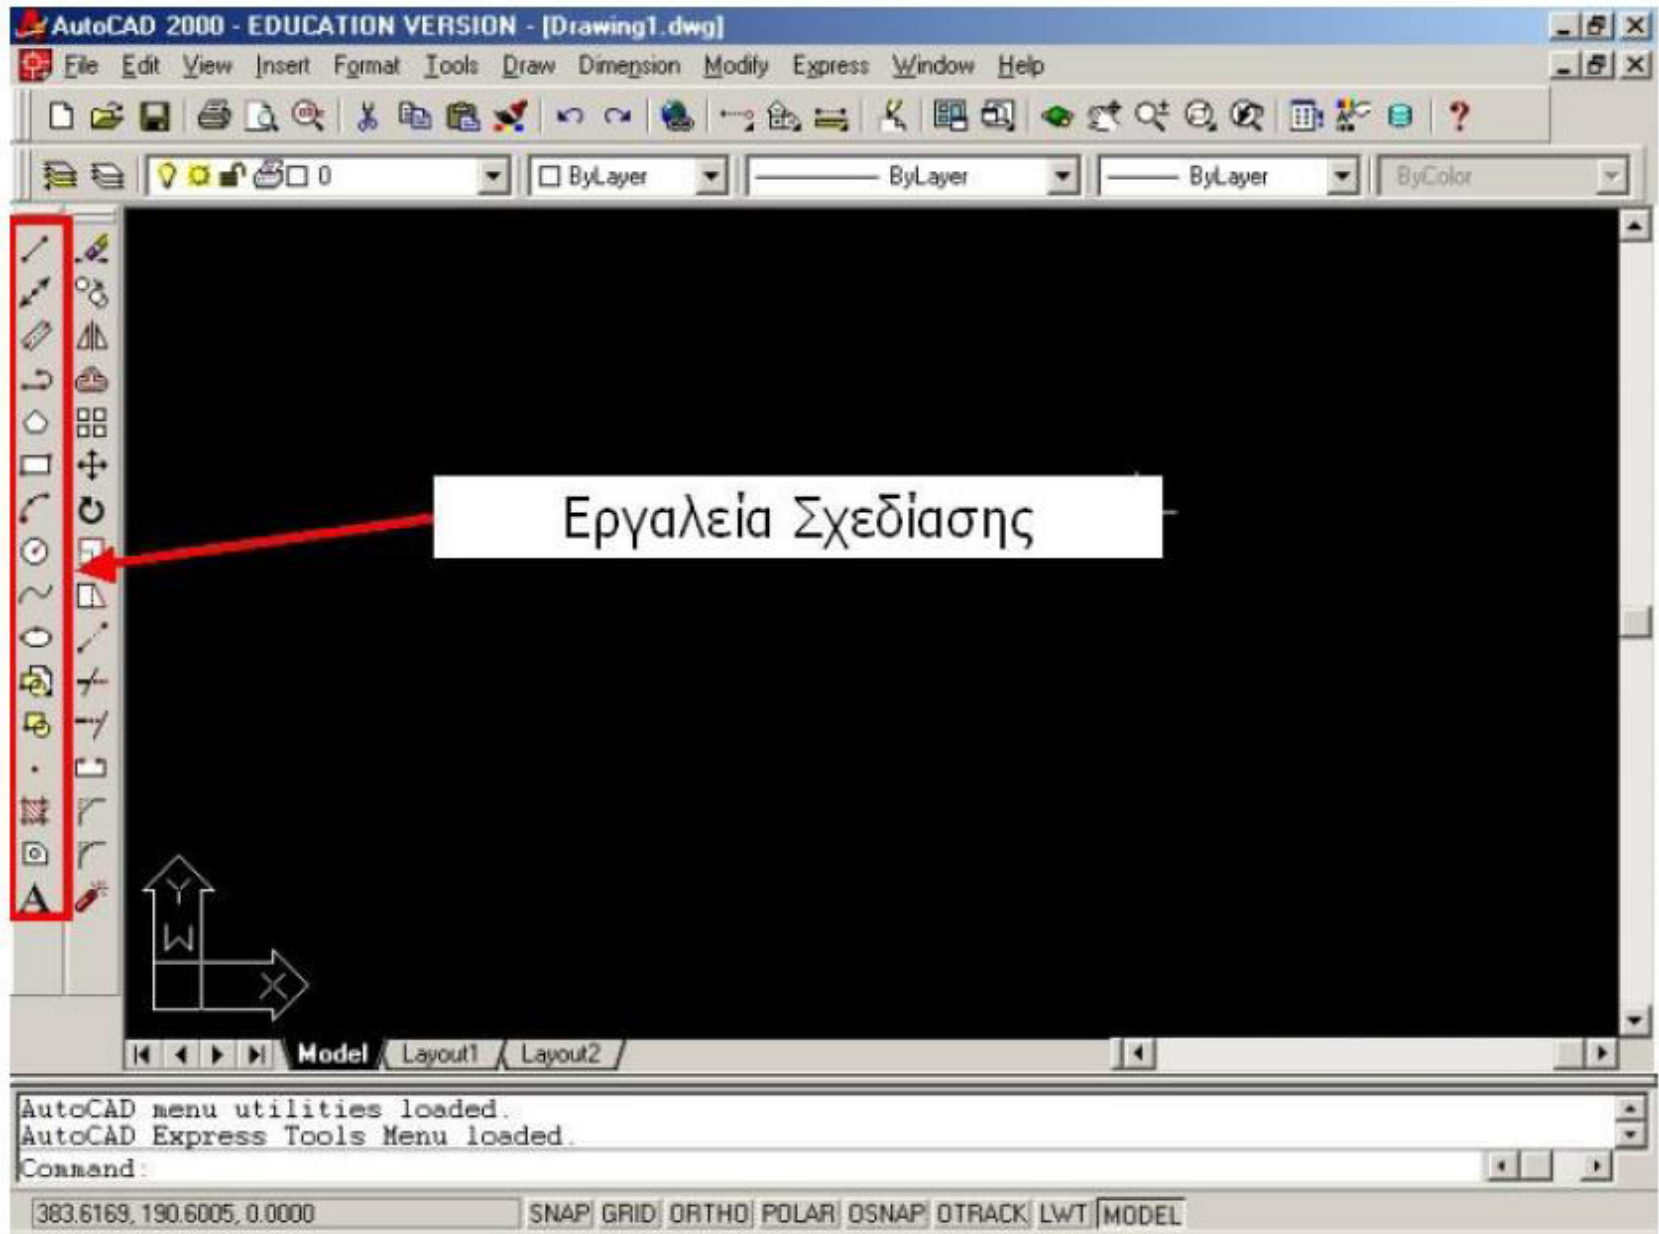 AutoCAD 2000 - EDUCATION VERSION - [Drawing1.dwg]
File Edit View Insert Format Tools Draw Dimension Modify Express Window Help
0 ByLayer ByLayer ByLayer ByColor
Εργαλεία Σχεδίασης
A
Y
W
X
Model Layout1 Layout2
AutoCAD menu utilities loaded.
AutoCAD Express Tools Menu loaded.
Command:
383.6169, 190.6005, 0.0000 SNAP GRID ORTHO POLAR OSNAP OTRACK LWT MODEL